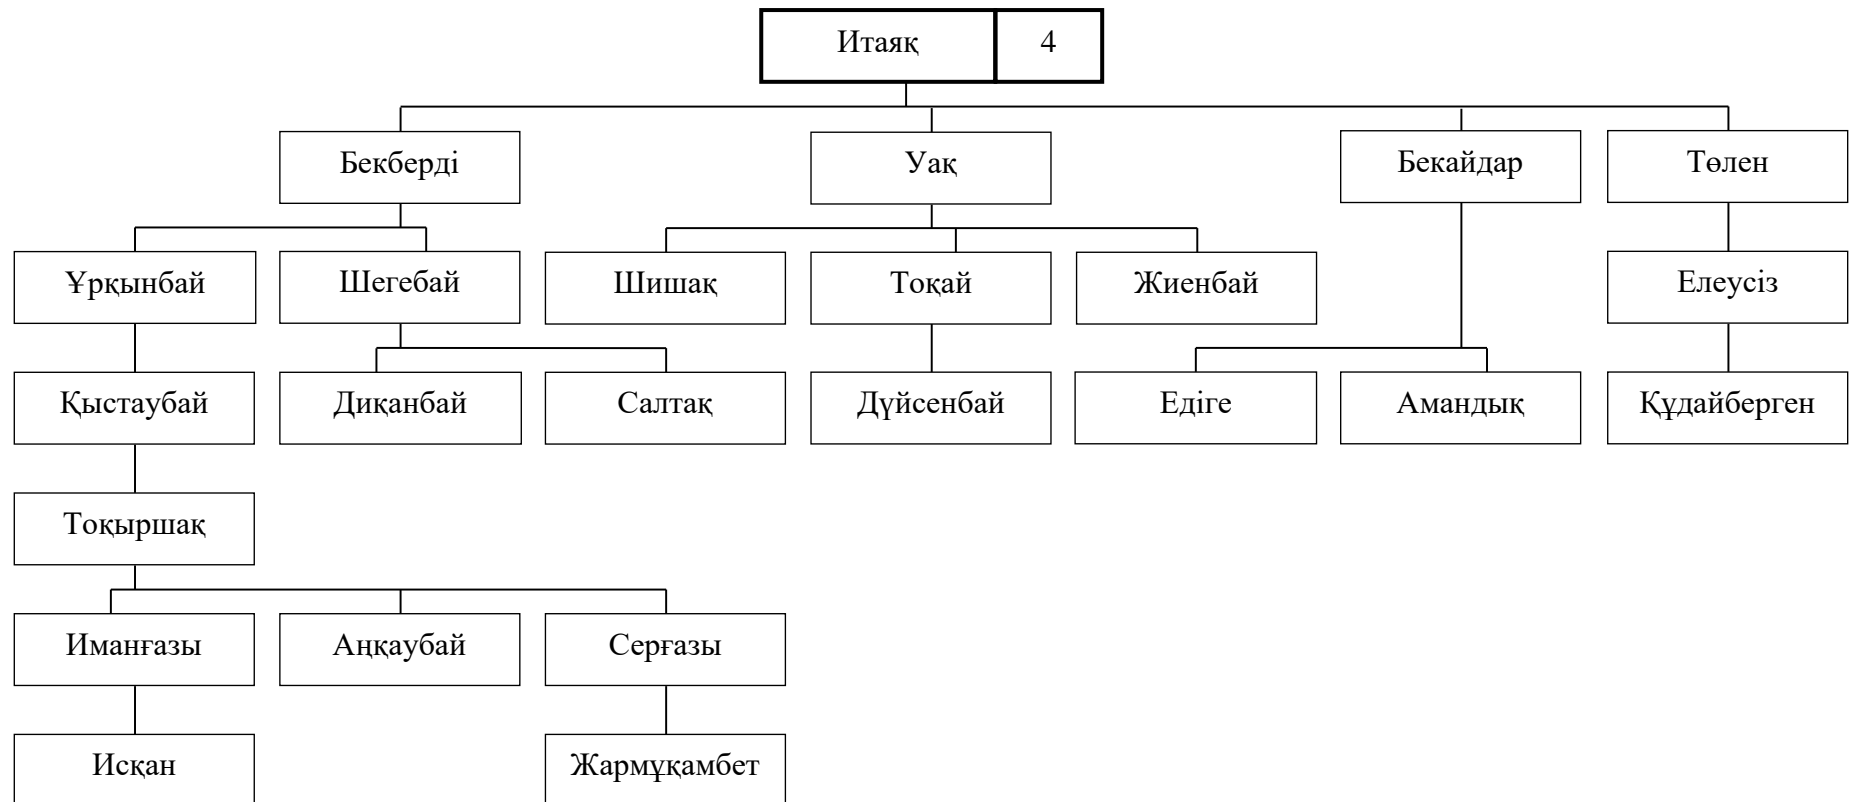 Итаяқ 4
Бекберді Уақ Бекайдар Төлен
Ұрқынбай Шегебай Шишақ Тоқай Жиенбай Елеусіз
Қыстаубай Диқанбай Салтақ Дүйсенбай Едіге Амандық Құдайберген
Тоқыршақ
Иманғазы Аңқаубай Серғазы
Исқан Жармұқамбет